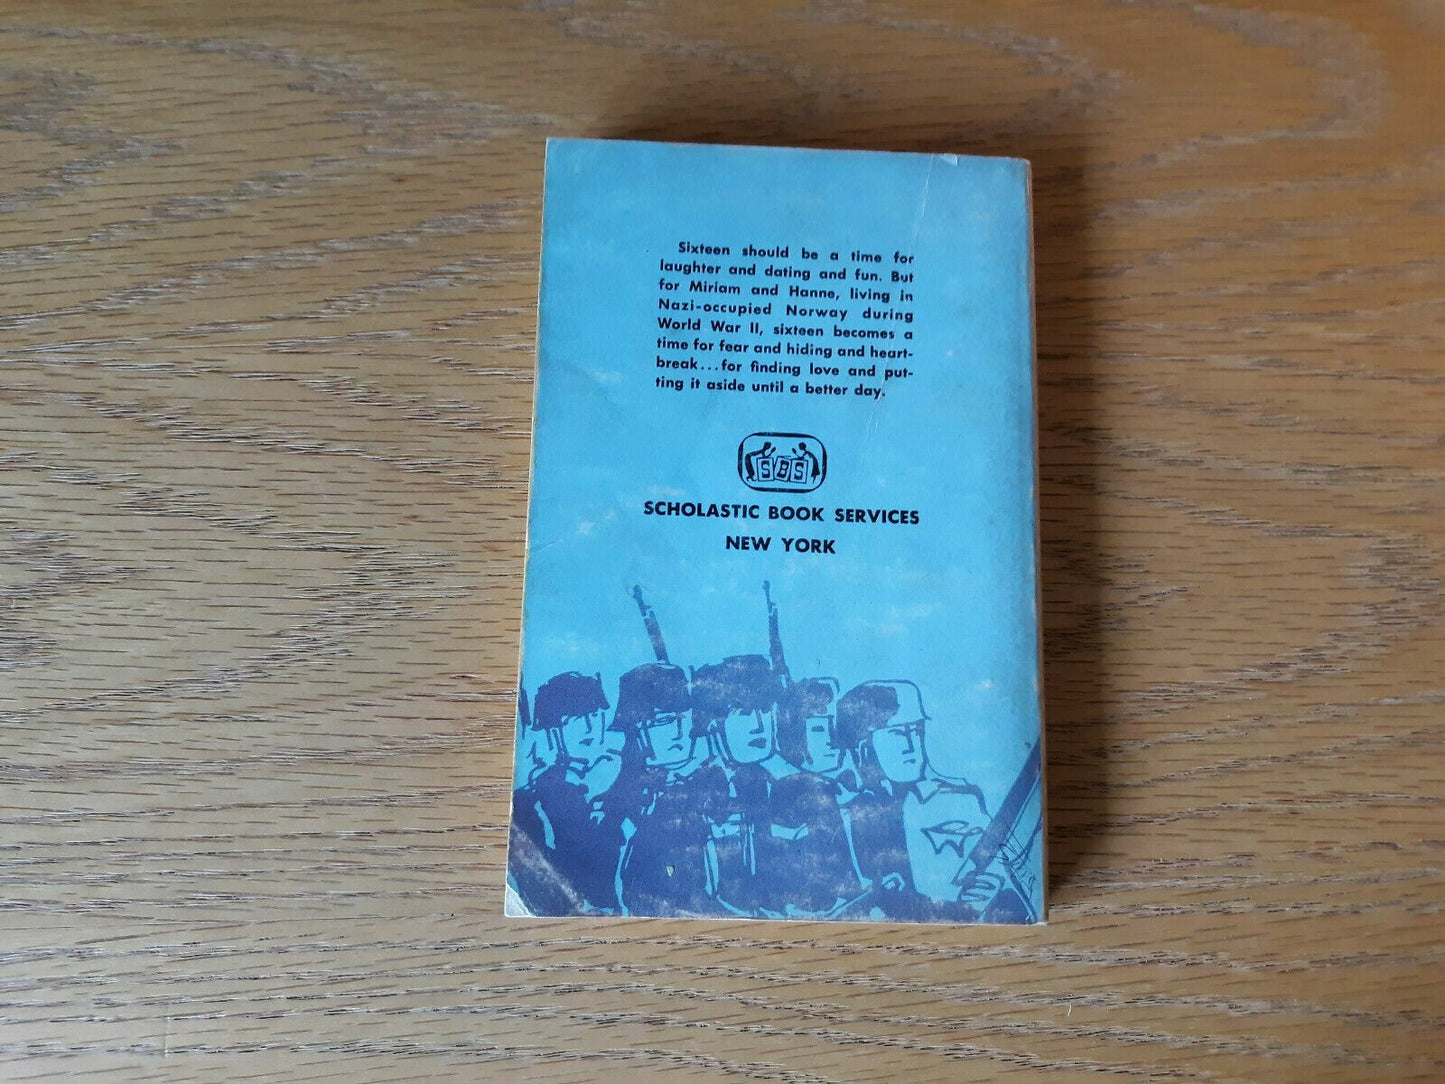 Sixteen should be a time for
laughter and dating and fun. But
for Miriam and Hanne, living in
Nazi-occupied Norway during
World War II, sixteen becomes a
time for fear and hiding and heart-
break...for finding love and put-
ting it aside until a better day.
SBS
SCHOLASTIC BOOK SERVICES
NEW YORK